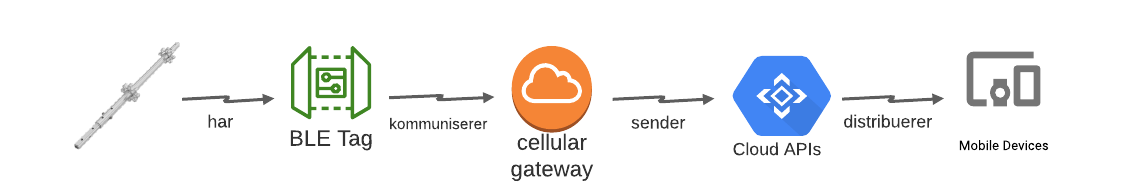 har
BLE Tag
kommuniserer
cellular
gateway
sender
Cloud APIs
distribuerer
Mobile Devices